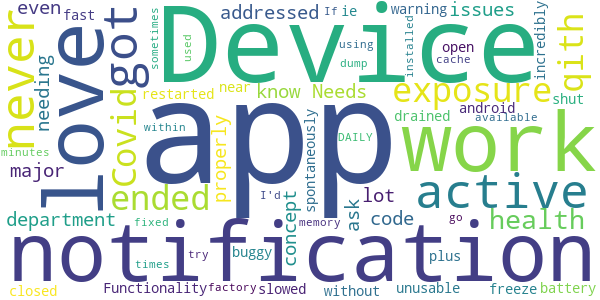 even
fast
sometimes
got
never
needing
love
Covid
minutes
major
addressed
If ie
used
Device
restarted
near
know Needs
warning
issues
using
dump
installed
open
cache
incredibly
qith
exposure
android
shut
drained
available
app
work
within
properly
I'd
spontaneously
DAILY
ended
active
concept
ask
lot
code
department
fixed
memory
go
health
notification
times
try
buggy
plus
closed
Functionality
factory
slowed
without
unusable
freeze
battery